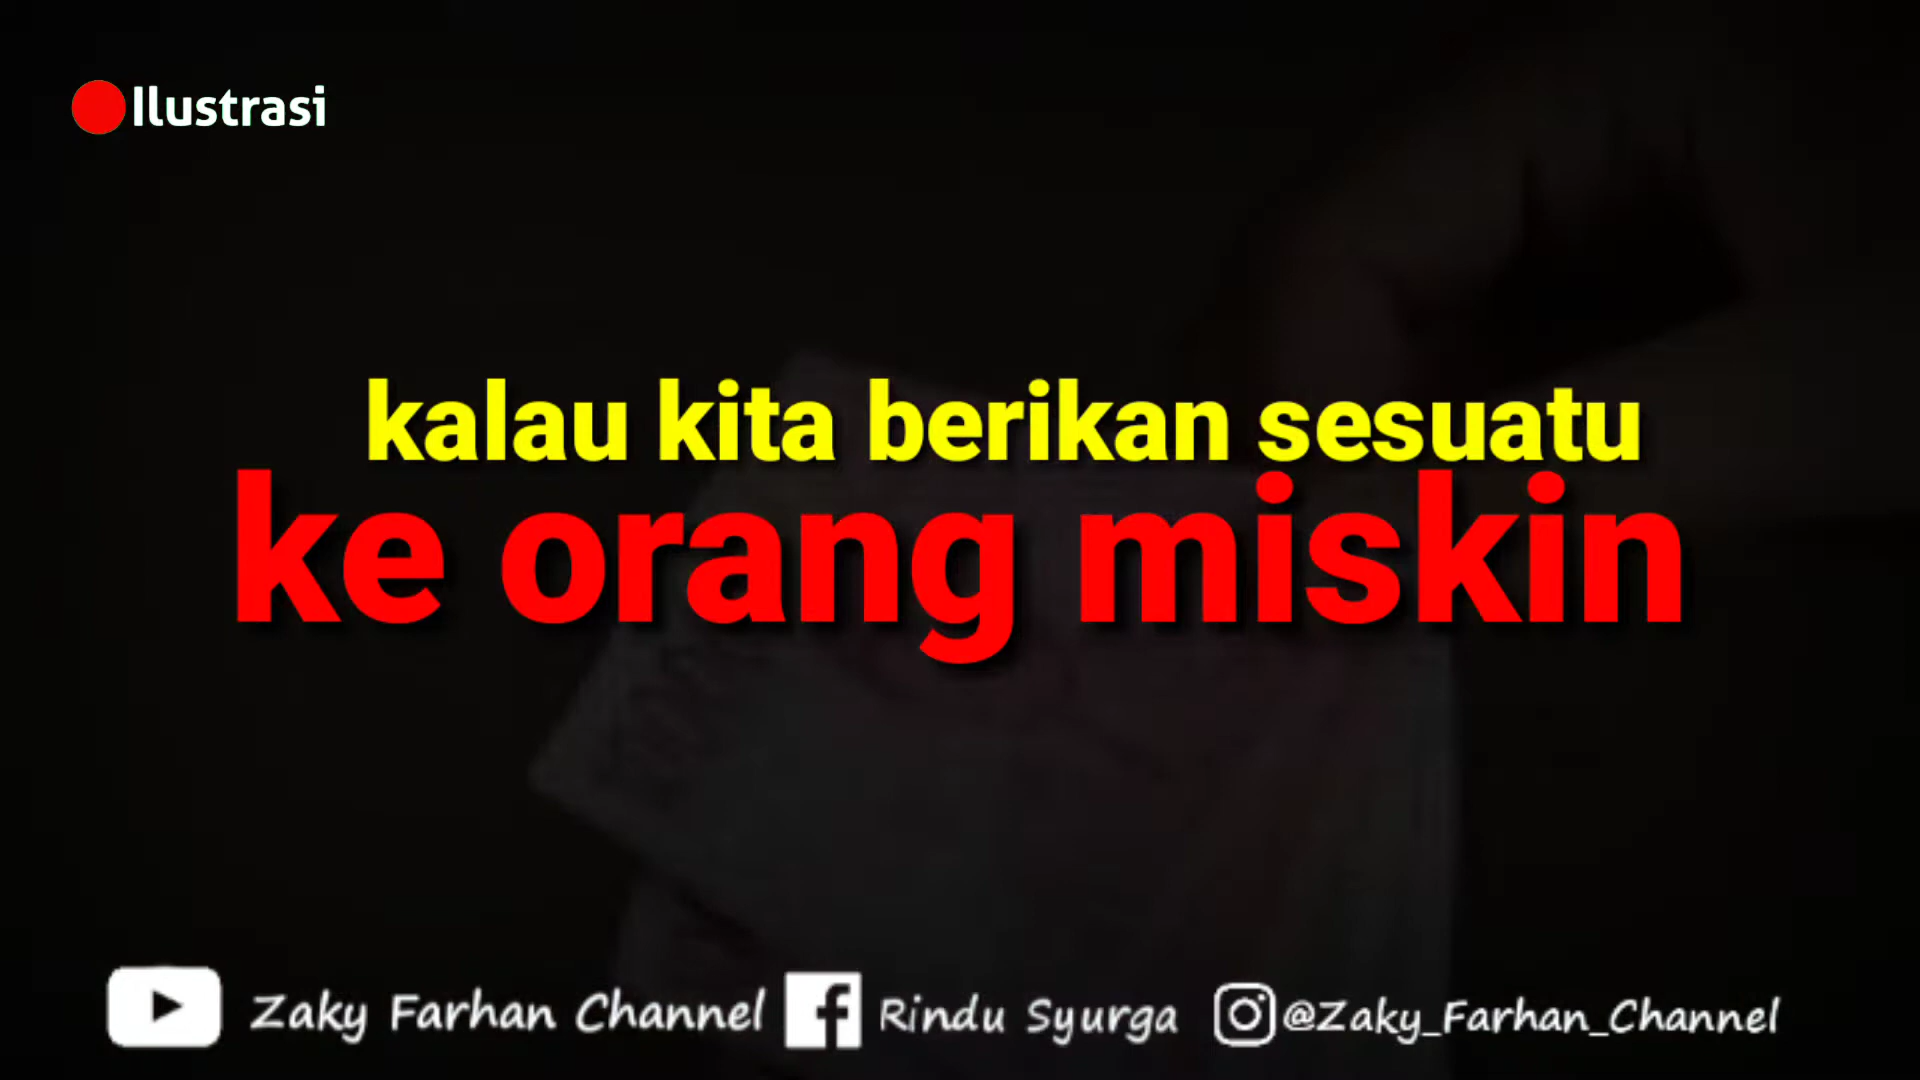 Ilustrasi
kalau kita berikan sesuatu
ke orang miskin
Zaky Farhan Channel Rindu Syurga @Zaky_Farhan_Channel